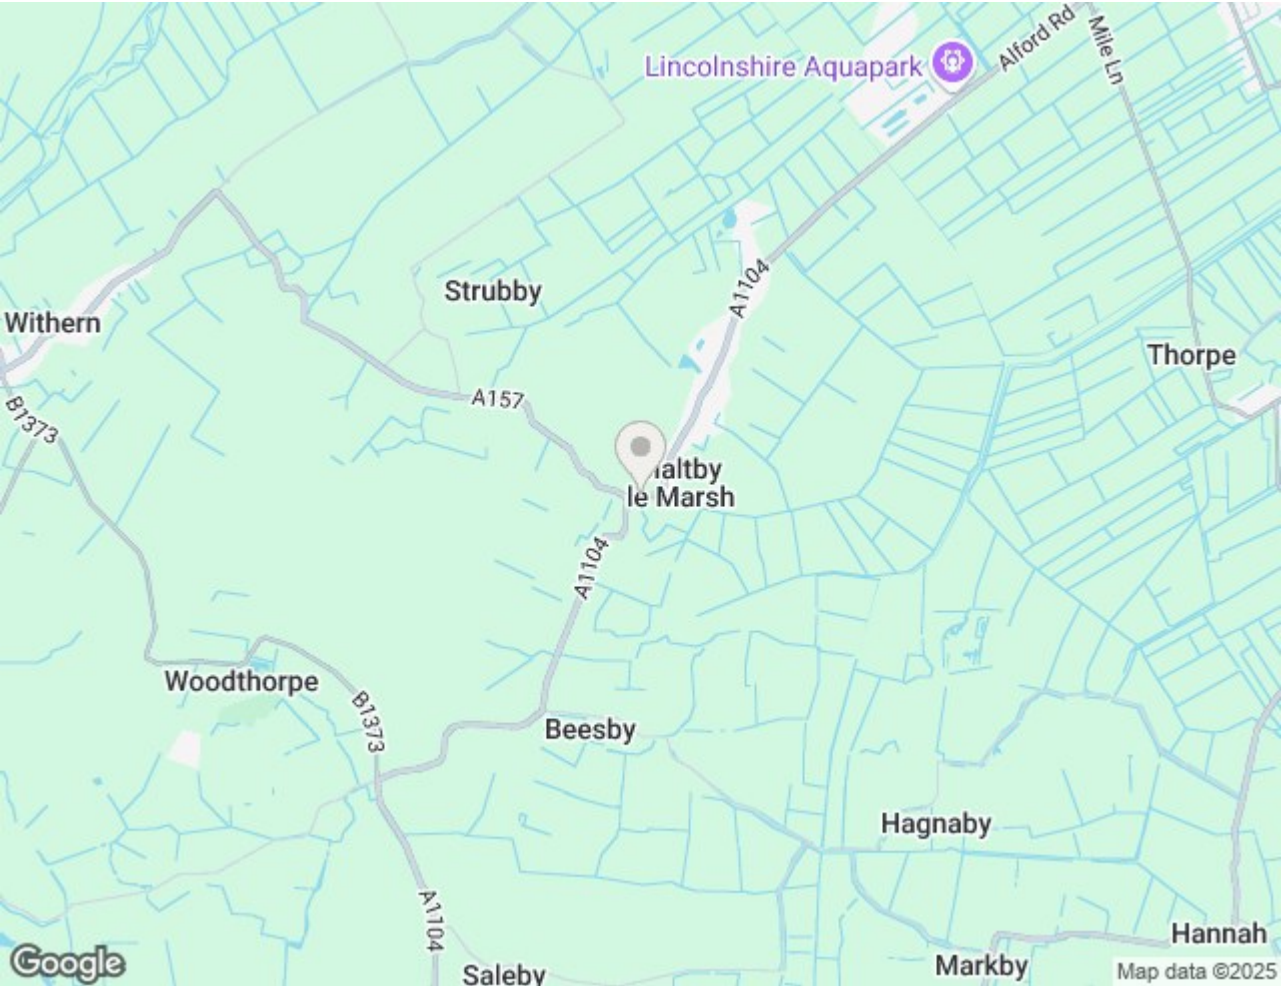 Lincolnshire Aquapark
Alford Rd
Mile Ln
A1104
Strubby
Withern
Thorpe
B1373
A157
altby
le Marsh
A1104
Woodthorpe
B1373
Beesby
Hagnaby
A1104
Hannah
Markby
Saleby
Google
Map data ©2025